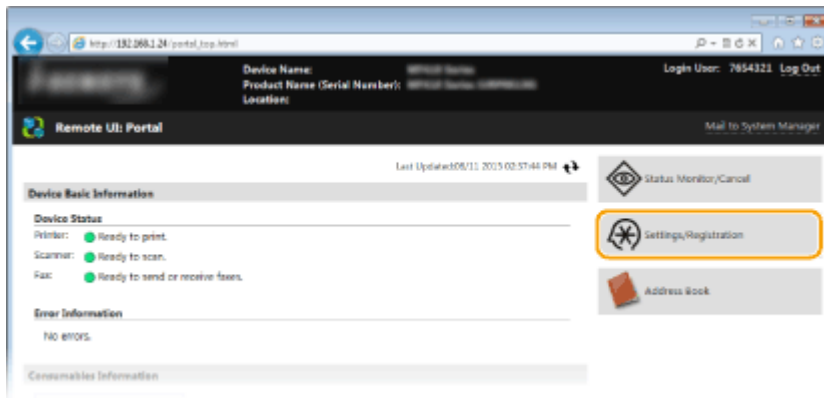 http://192.168.1.24/portal_top.html
Device Name:
Login User: 7654321 Log Out
Product Name (Serial Number):
Location:
Remote UI: Portal
Mail to System Manager
Last Updated:05/11 2015 02:57:44 PM
Status Monitor/Cancel
Device Basic Information
Device Status
Printer: Ready to print.
Settings/Registration
Scanner: Ready to scan.
Fax: Ready to send or receive faxes.
Address Book
Error Information
No errors.
Consumables Information